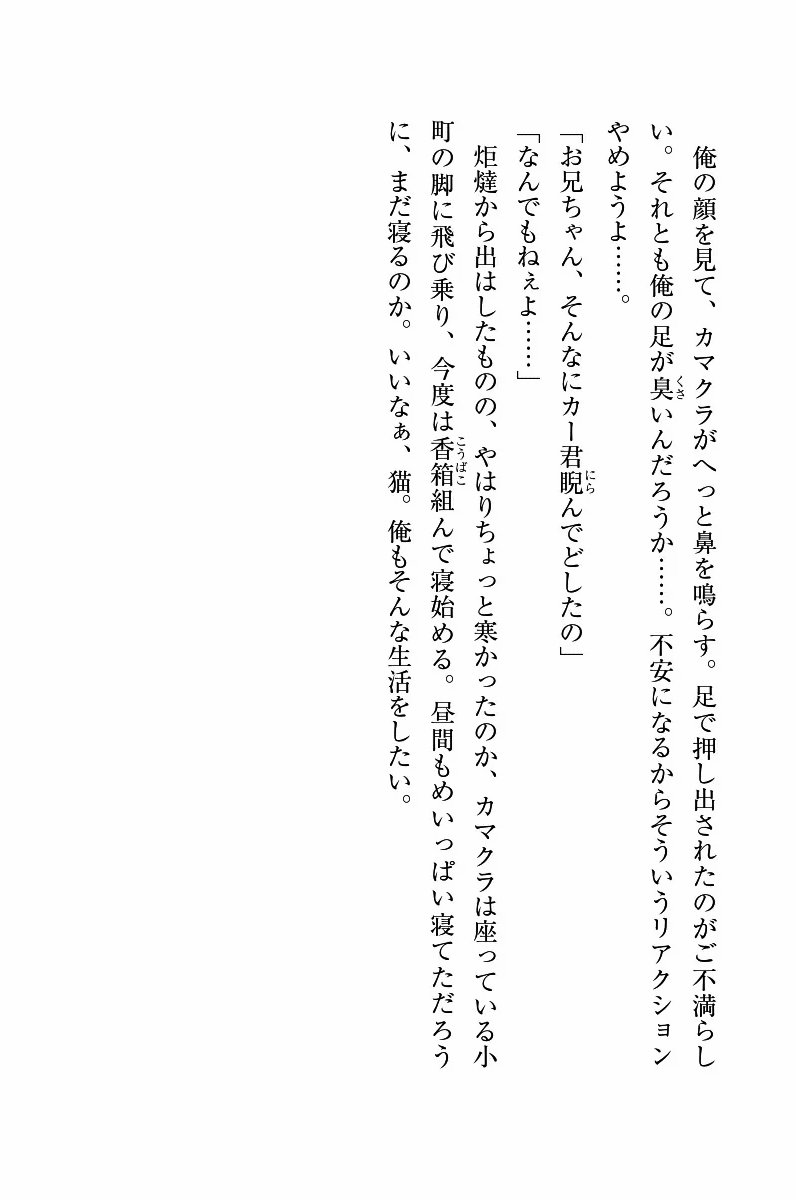 俺の顔を見て、カマクラがへっと鼻を鳴らす。足で押し出されたのがご不満らし
い。それとも俺の足が臭いんだろうか……。不安になるからそういうリアクション
やめようよ……。
「お兄ちゃん、そんなにカー君睨んでどしたの」
「なんでもねぇよ……」
　炬燵から出はしたものの、やはりちょっと寒かったのか、カマクラは座っている小
町の脚に飛び乗り、今度は香箱組んで寝始める。昼間もめいっぱい寝てただろう
に、まだ寝るのか。いいなぁ、猫。俺もそんな生活をしたい。